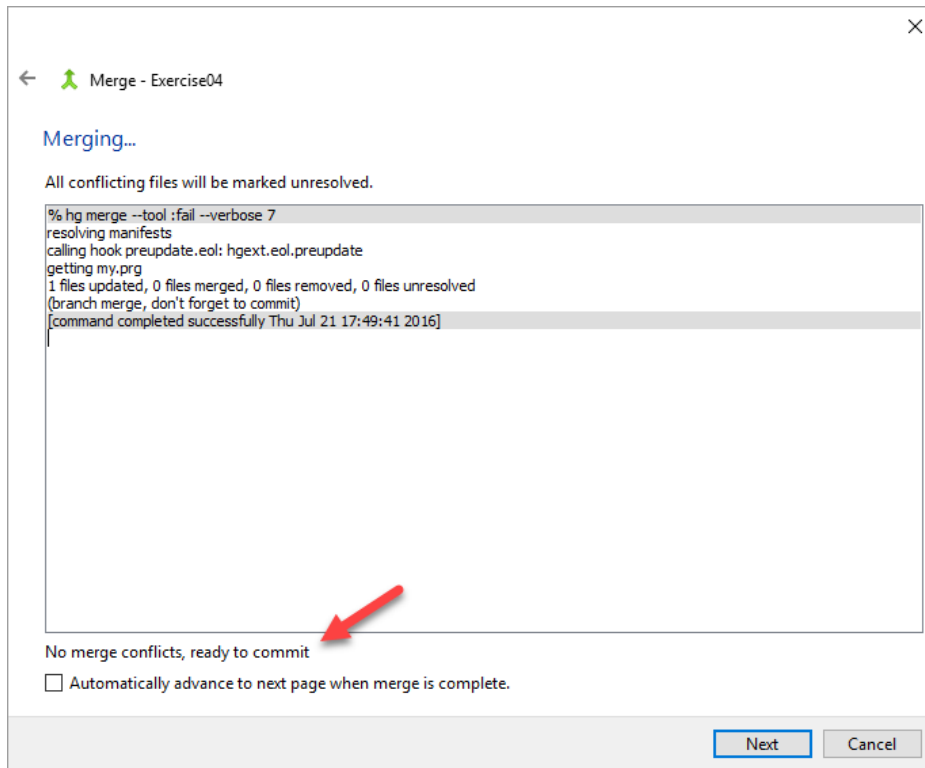 Merge - Exercise04
Merging...
All conflicting files will be marked unresolved.
% hg merge --tool :fail --verbose 7
resolving manifests
calling hook preupdate.eol: hgext.eol.preupdate
getting my.prg
1 files updated, 0 files merged, 0 files removed, 0 files unresolved
(branch merge, don't forget to commit)
[command completed successfully Thu Jul 21 17:49:41 2016]
No merge conflicts, ready to commit
Automatically advance to next page when merge is complete.
Next Cancel